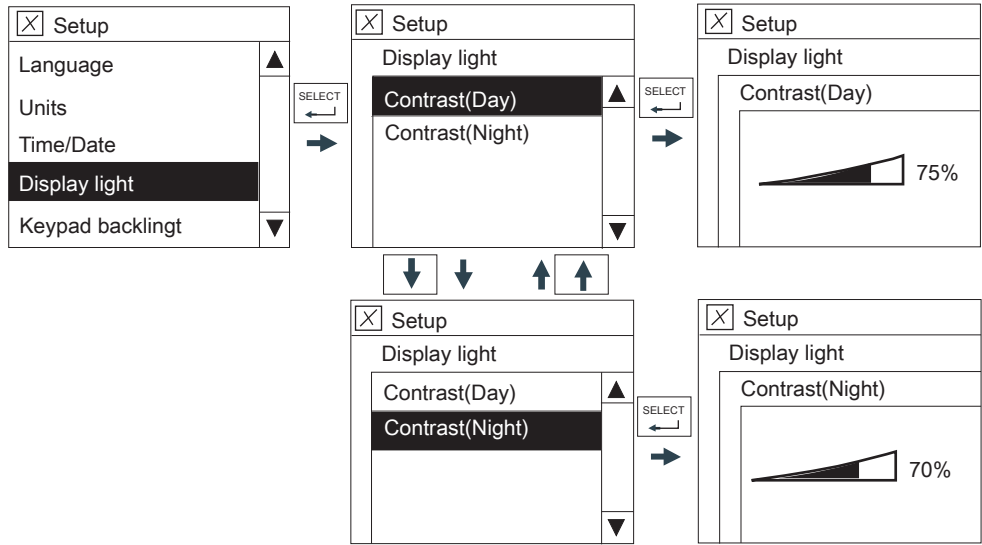 Setup
Language
Units
Time/Date
Display light
Keypad backlingt
SELECT
Setup
Display light
Contrast(Day)
Contrast(Night)
SELECT
Setup
Display light
Contrast(Day)
75%
Setup
Display light
Contrast(Day)
Contrast(Night)
SELECT
Setup
Display light
Contrast(Night)
70%